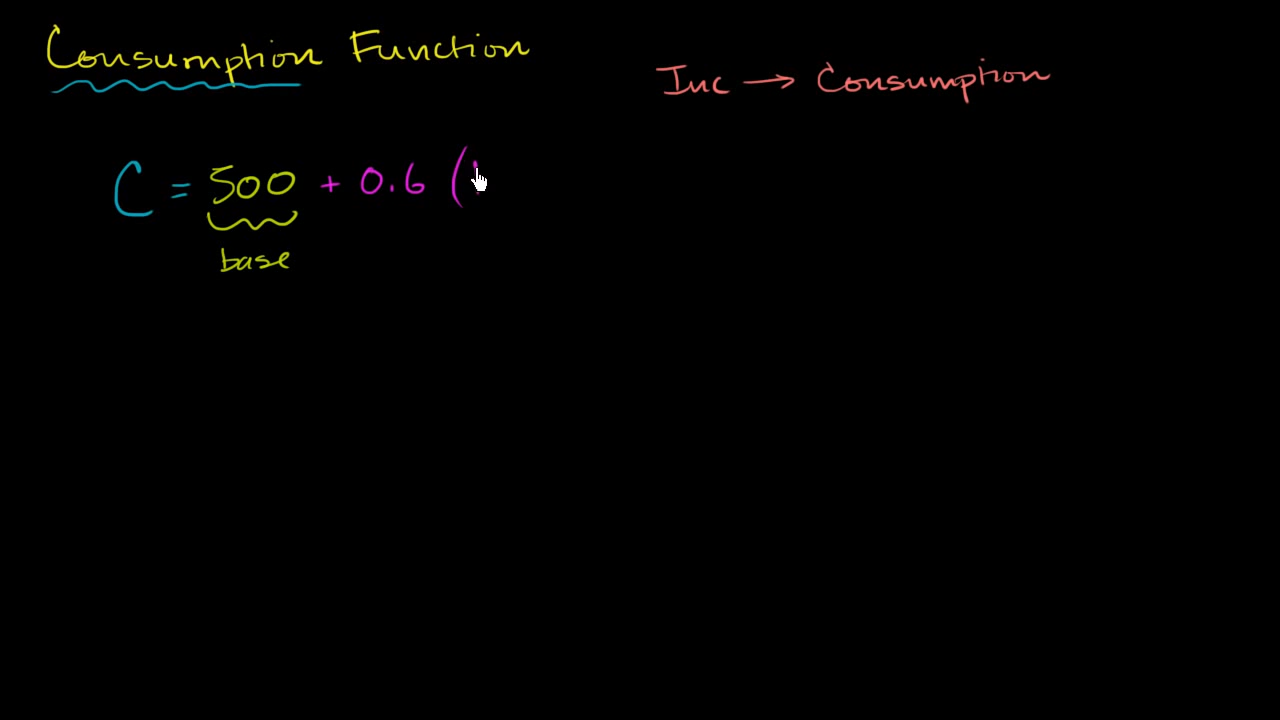 Consumption Function
Inc → Consumption
C = 500 + 0.6 (
base